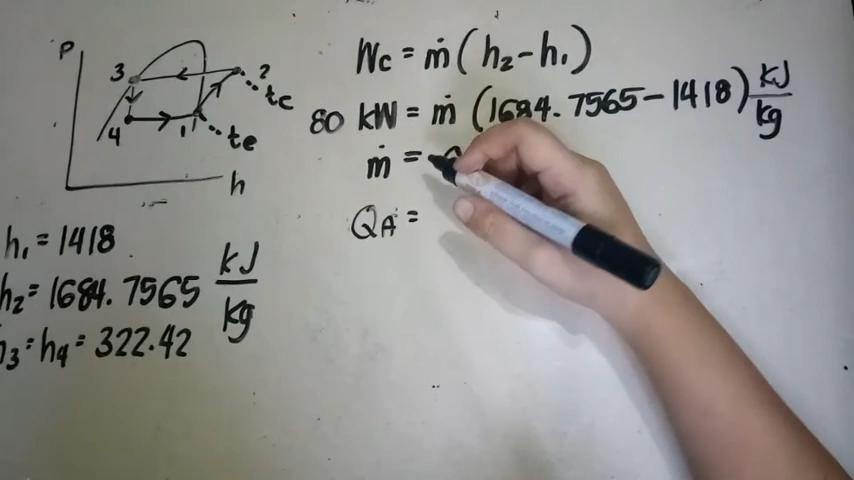 P
3
2
tc
4
1
te
h
h₁ = 1418
h₂ = 1684.7565 kJ/kg
h₃ = h₄ = 322.42
Wc = ṁ(h₂-h₁)
80 kW = ṁ (1684.7565-1418) kJ/kg
ṁ =
QA =